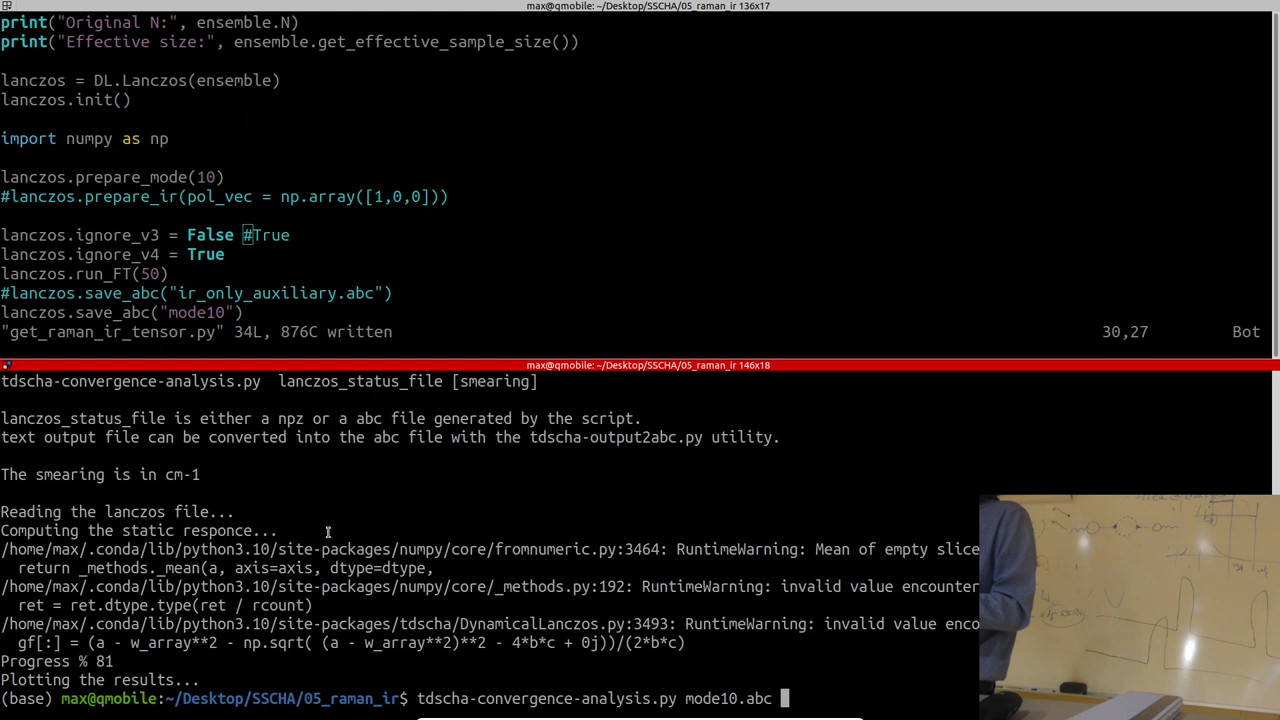 max@qmobile: ~/Desktop/SSCHA/05_raman_ir 136x17
print("Original N:", ensemble.N)
print("Effective size:", ensemble.get_effective_sample_size())
lanczos = DL.Lanczos(ensemble)
lanczos.init()
import numpy as np
lanczos.prepare_mode(10)
#lanczos.prepare_ir(pol_vec = np.array([1,0,0]))
lanczos.ignore_v3 = False #True
lanczos.ignore_v4 = True
lanczos.run_FT(50)
#lanczos.save_abc("ir_only_auxiliary.abc")
lanczos.save_abc("mode10")
"get_raman_ir_tensor.py" 34L, 876C written 30,27 Bot
max@qmobile: ~/Desktop/SSCHA/05_raman_ir 146x18
tdscha-convergence-analysis.py  lanczos_status_file [smearing]
lanczos_status_file is either a npz or a abc file generated by the script.
text output file can be converted into the abc file with the tdscha-output2abc.py utility.
The smearing is in cm-1
Reading the lanczos file...
Computing the static responce...
/home/max/.conda/lib/python3.10/site-packages/numpy/core/fromnumeric.py:3464: RuntimeWarning: Mean of empty slice
return _methods._mean(a, axis=axis, dtype=dtype,
/home/max/.conda/lib/python3.10/site-packages/numpy/core/_methods.py:192: RuntimeWarning: invalid value encounter
ret = ret.dtype.type(ret / rcount)
/home/max/.conda/lib/python3.10/site-packages/tdscha/DynamicalLanczos.py:3493: RuntimeWarning: invalid value enco
gf[:] = (a - w_array**2 - np.sqrt( (a - w_array**2)**2 - 4*b*c + 0j))/(2*b*c)
Progress % 81
Plotting the results...
(base) max@qmobile:~/Desktop/SSCHA/05_raman_ir$ tdscha-convergence-analysis.py mode10.abc